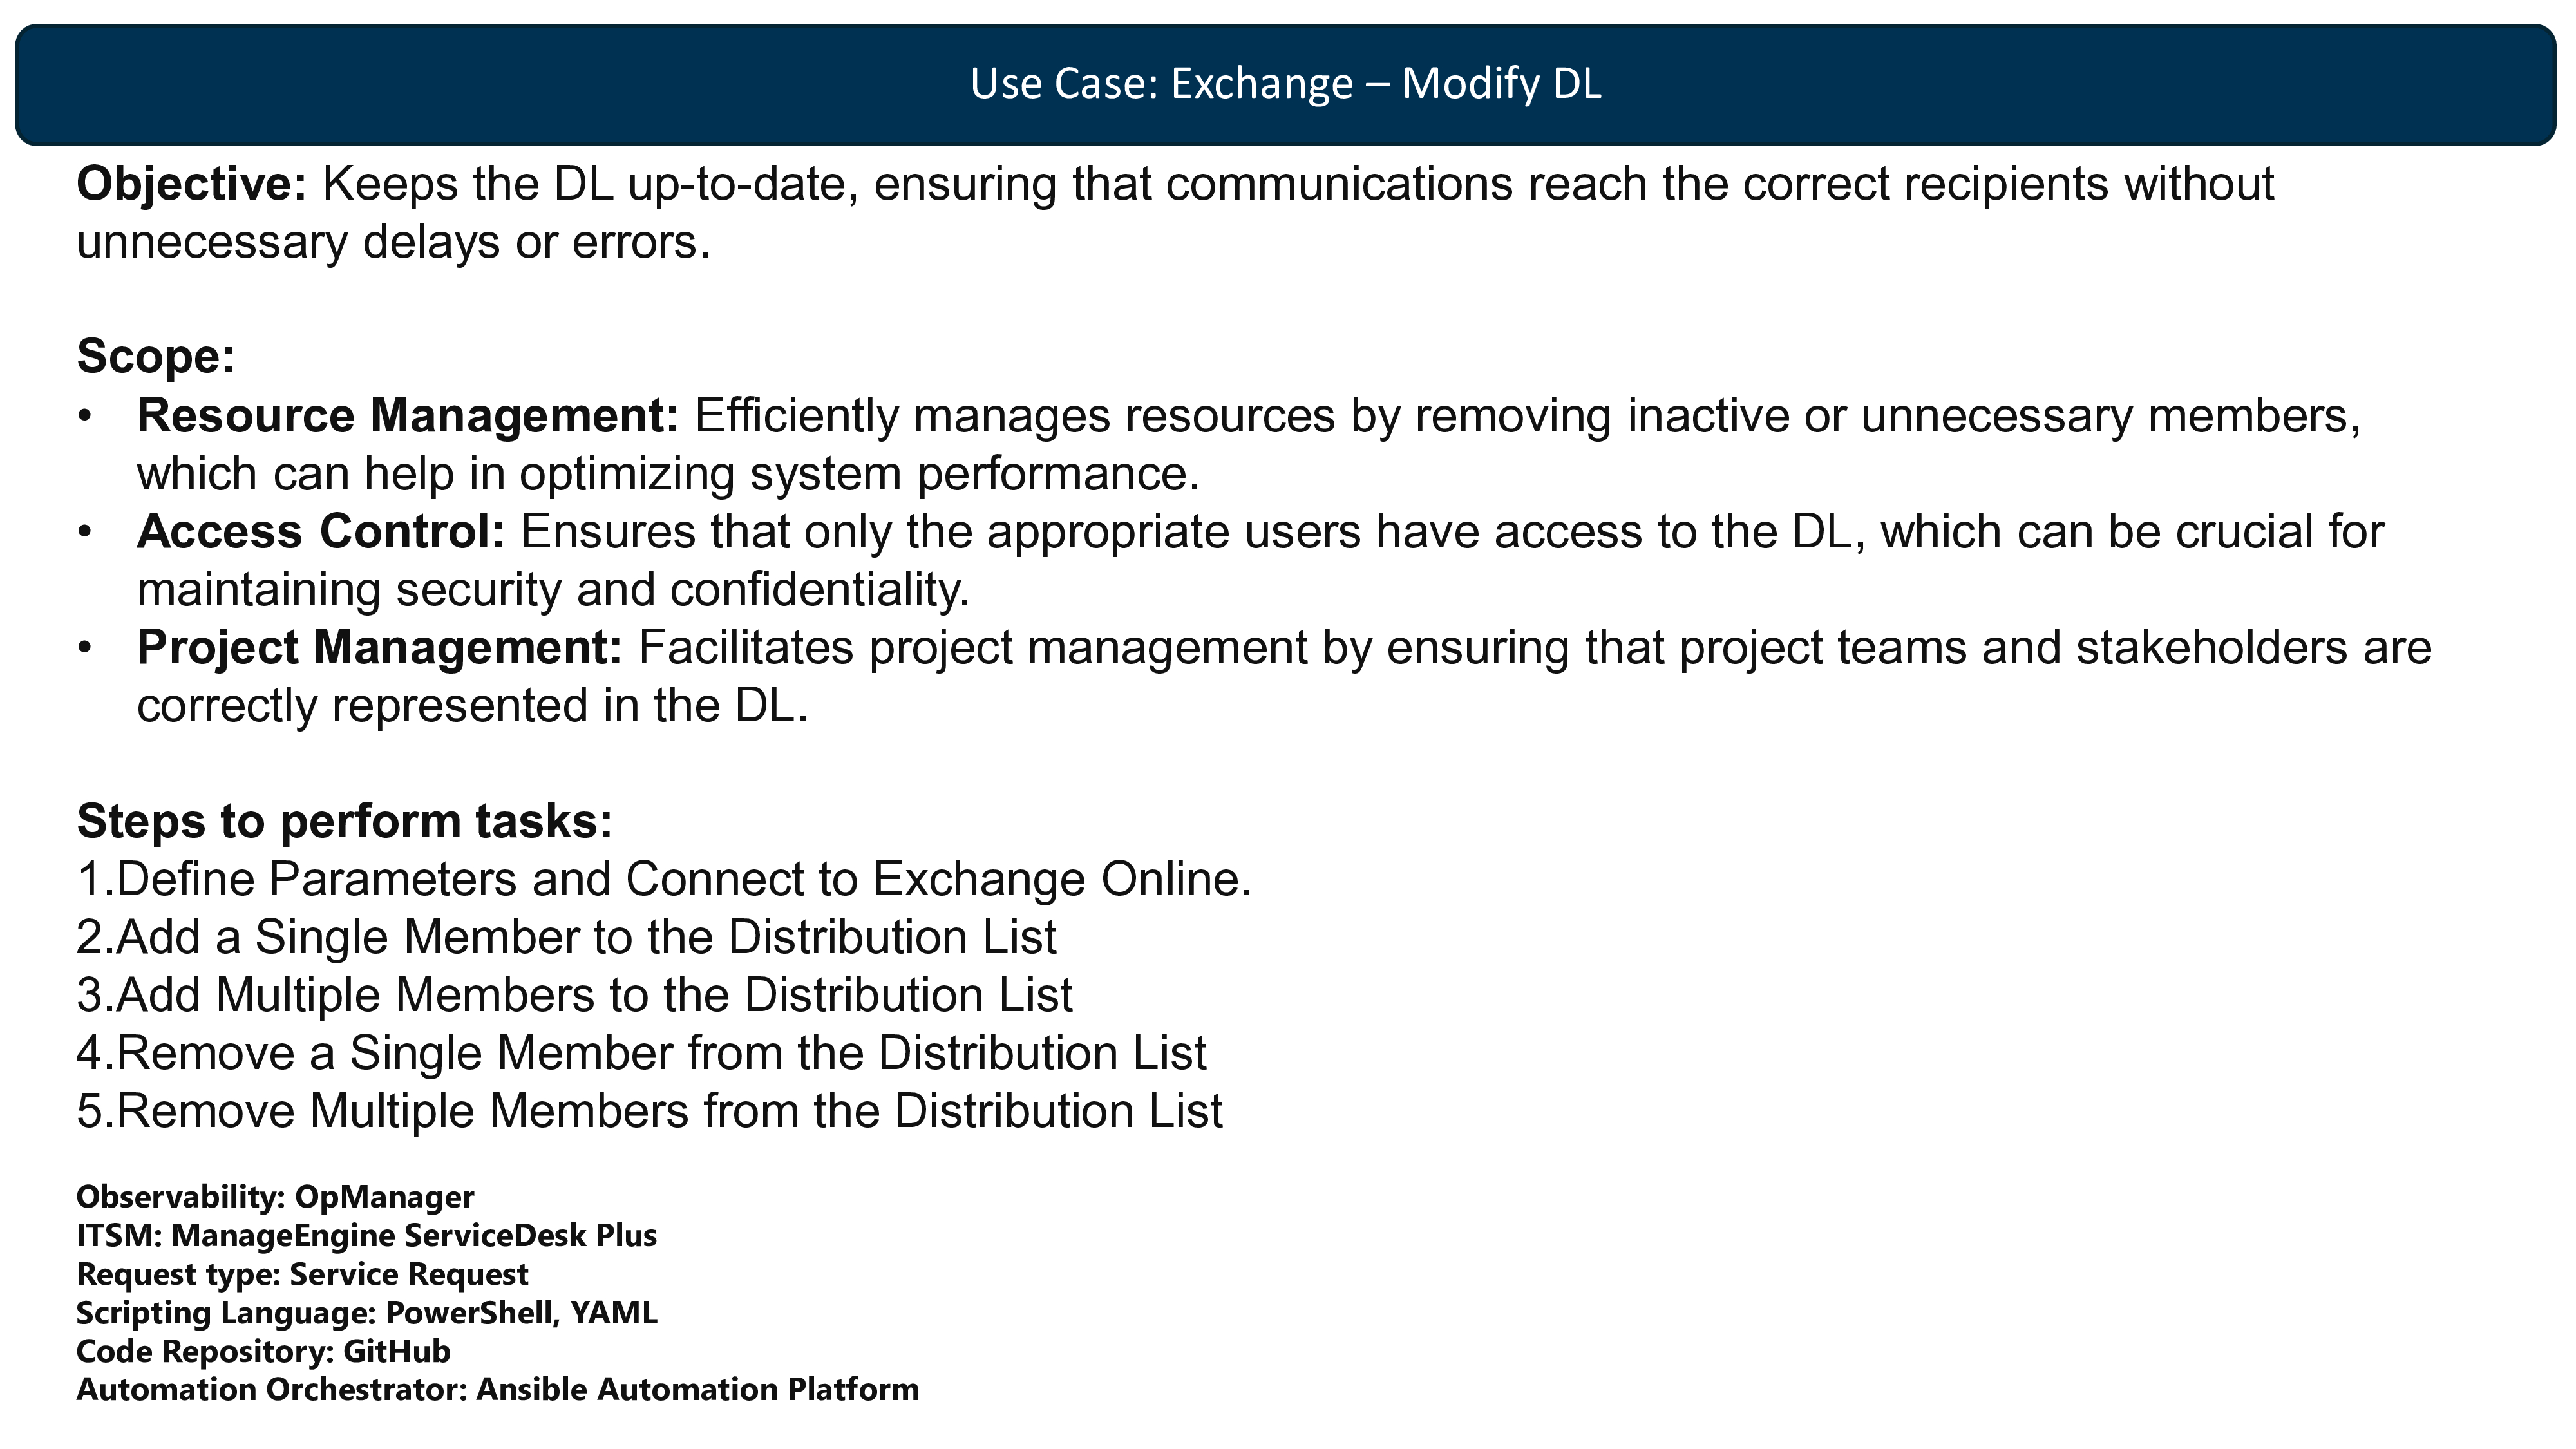 Use Case: Exchange – Modify DL
Objective: Keeps the DL up-to-date, ensuring that communications reach the correct recipients without
unnecessary delays or errors.
Scope:
• Resource Management: Efficiently manages resources by removing inactive or unnecessary members,
which can help in optimizing system performance.
• Access Control: Ensures that only the appropriate users have access to the DL, which can be crucial for
maintaining security and confidentiality.
• Project Management: Facilitates project management by ensuring that project teams and stakeholders are
correctly represented in the DL.
Steps to perform tasks:
1.Define Parameters and Connect to Exchange Online.
2.Add a Single Member to the Distribution List
3.Add Multiple Members to the Distribution List
4.Remove a Single Member from the Distribution List
5.Remove Multiple Members from the Distribution List
Observability: OpManager
ITSM: ManageEngine ServiceDesk Plus
Request type: Service Request
Scripting Language: PowerShell, YAML
Code Repository: GitHub
Automation Orchestrator: Ansible Automation Platform